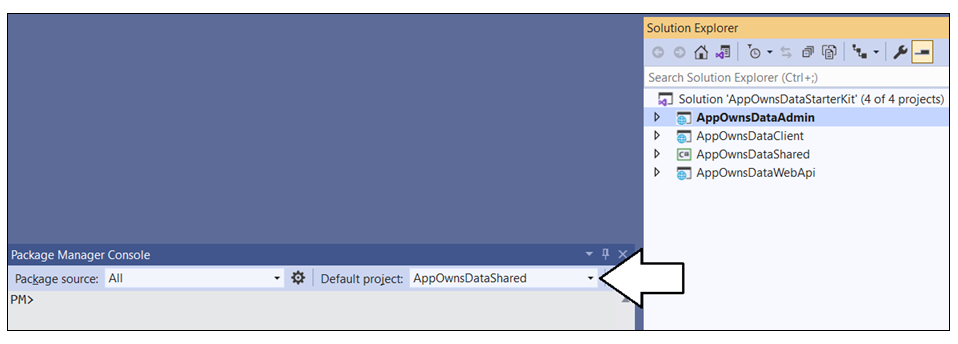 Solution Explorer
Search Solution Explorer (Ctrl+;)
Solution 'AppOwnsDataStarterKit' (4 of 4 projects)
AppOwnsDataAdmin
AppOwnsDataClient
C# AppOwnsDataShared
AppOwnsDataWebApi
Package Manager Console
Package source: All Default project: AppOwnsDataShared
PM>